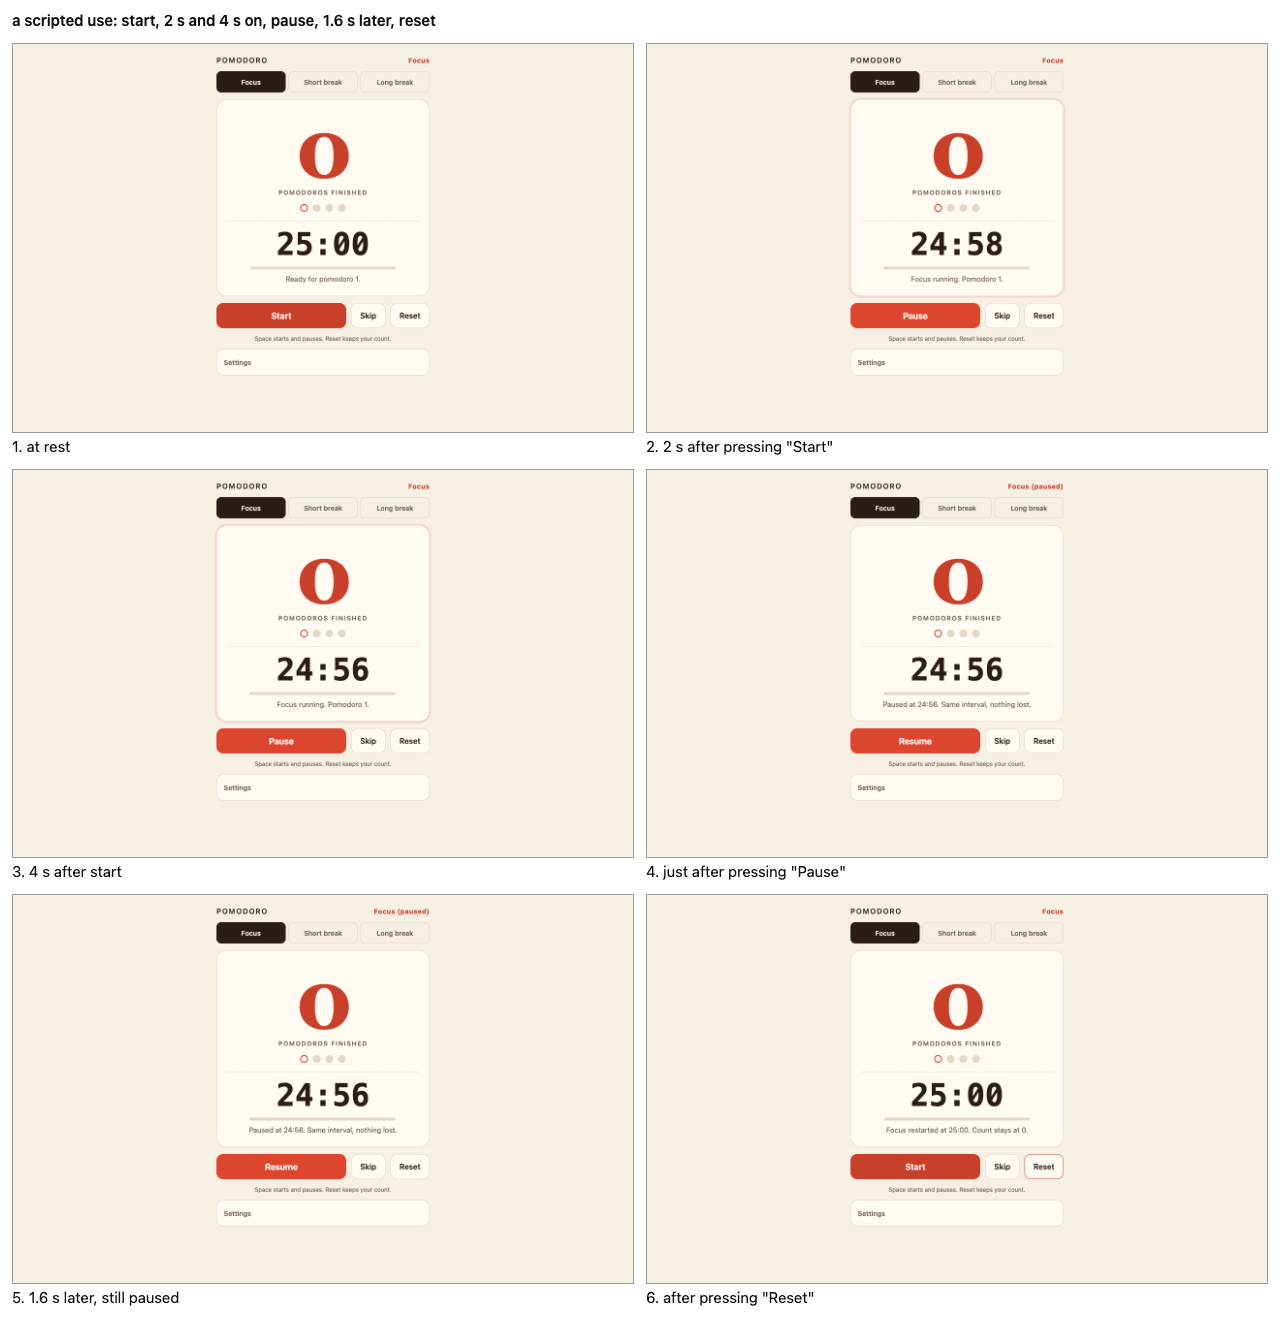 a scripted use: start, 2 s and 4 s on, pause, 1.6 s later, reset
POMODORO Focus
Focus Short break Long break
0
POMODOROS FINISHED
25:00
Ready for pomodoro 1.
Start Skip Reset
Space starts and pauses. Reset keeps your count.
Settings
1. at rest
POMODORO Focus
Focus Short break Long break
0
POMODOROS FINISHED
24:58
Focus running. Pomodoro 1.
Pause Skip Reset
Space starts and pauses. Reset keeps your count.
Settings
2. 2 s after pressing "Start"
POMODORO Focus
Focus Short break Long break
0
POMODOROS FINISHED
24:56
Focus running. Pomodoro 1.
Pause Skip Reset
Space starts and pauses. Reset keeps your count.
Settings
3. 4 s after start
POMODORO Focus (paused)
Focus Short break Long break
0
POMODOROS FINISHED
24:56
Paused at 24:56. Same interval, nothing lost.
Resume Skip Reset
Space starts and pauses. Reset keeps your count.
Settings
4. just after pressing "Pause"
POMODORO Focus (paused)
Focus Short break Long break
0
POMODOROS FINISHED
24:56
Paused at 24:56. Same interval, nothing lost.
Resume Skip Reset
Space starts and pauses. Reset keeps your count.
Settings
5. 1.6 s later, still paused
POMODORO Focus
Focus Short break Long break
0
POMODOROS FINISHED
25:00
Focus restarted at 25:00. Count stays at 0.
Start Skip Reset
Space starts and pauses. Reset keeps your count.
Settings
6. after pressing "Reset"